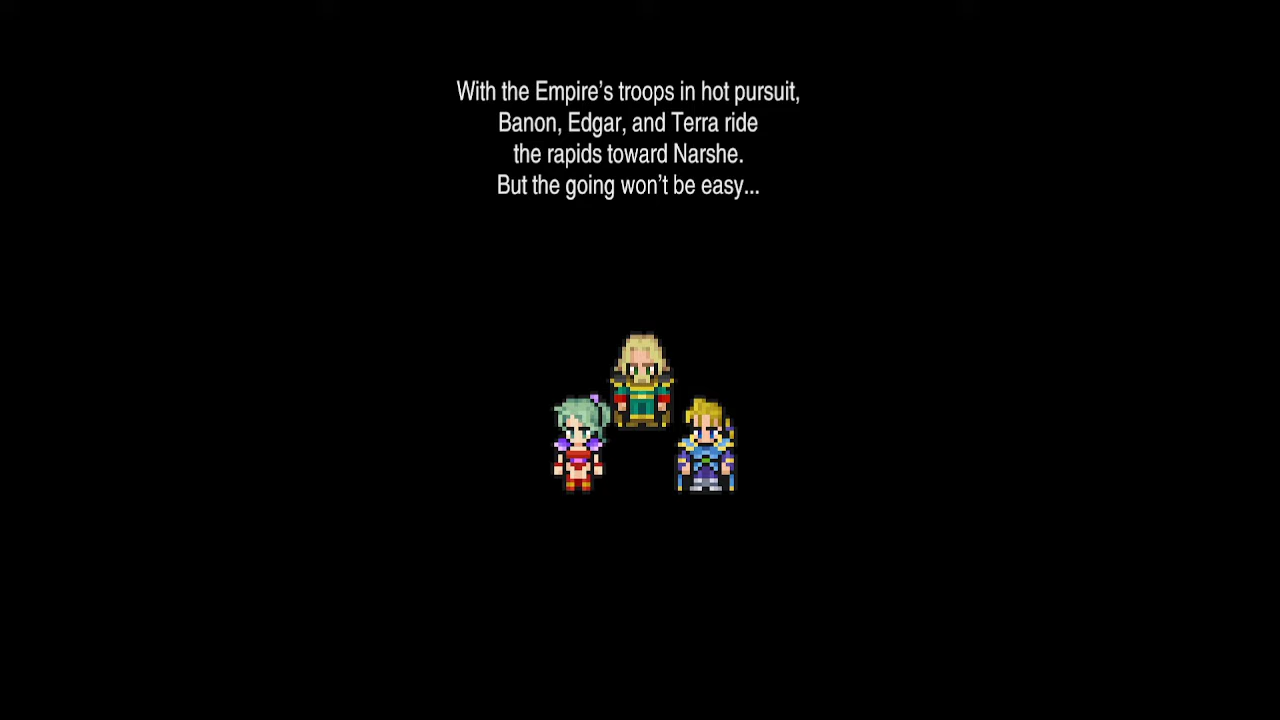 With the Empire’s troops in hot pursuit,
Banon, Edgar, and Terra ride
the rapids toward Narshe.
But the going won’t be easy...